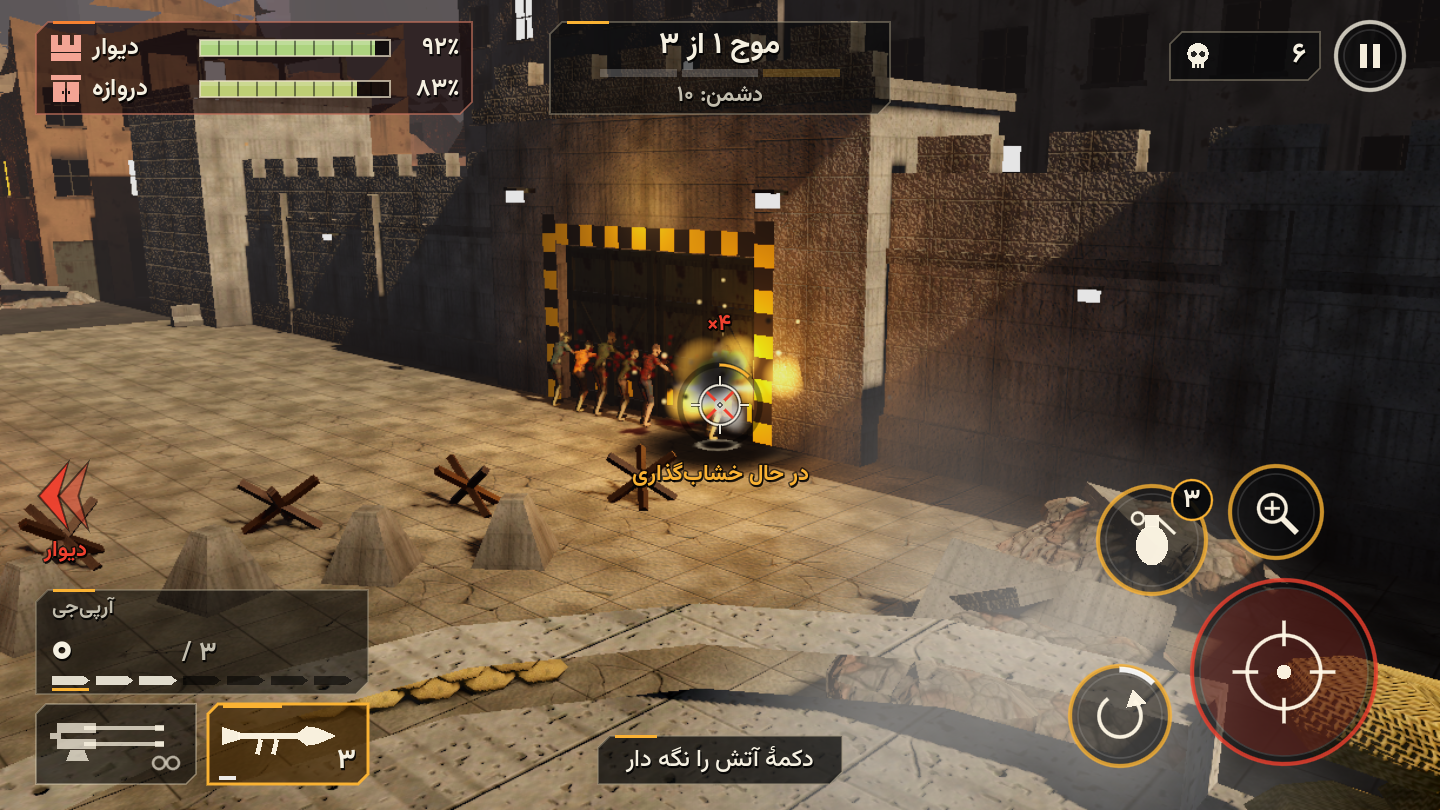 دیوار ۹۲٪
دروازه ۸۳٪
موج ۱ از ۳
دشمن: ۱۰
۶
×۴
در حال خشاب‌گذاری
دیوار
آرپی‌جی
۰ / ۳
∞
۳
۳
دکمهٔ آتش را نگه دار